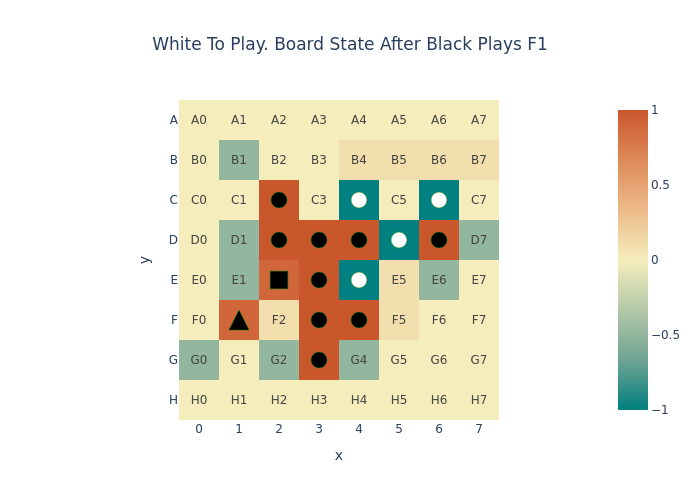 White To Play. Board State After Black Plays F1
A A0 A1 A2 A3 A4 A5 A6 A7
B B0 B1 B2 B3 B4 B5 B6 B7
C C0 C1 C3 C5 C7
D D0 D1 D7
E E0 E1 E5 E6 E7
F F0 F2 F5 F6 F7
G G0 G1 G2 G4 G5 G6 G7
H H0 H1 H2 H3 H4 H5 H6 H7
0 1 2 3 4 5 6 7
x
y
1
0.5
0
−0.5
−1